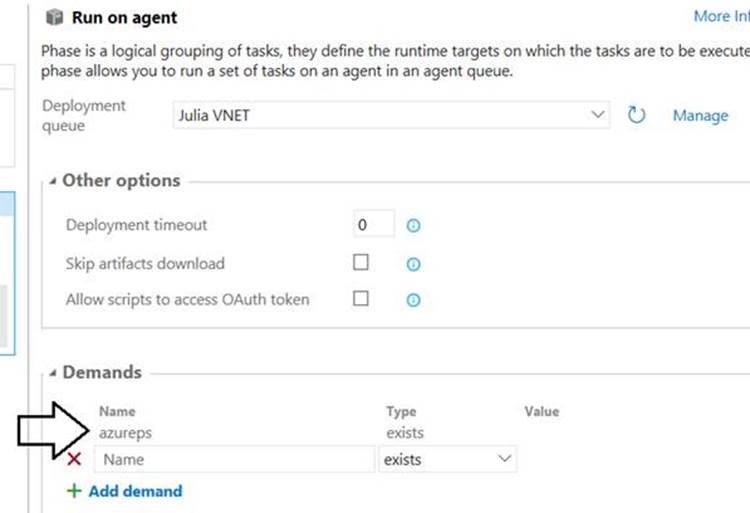 Run on agent
More Inf
Phase is a logical grouping of tasks, they define the runtime targets on which the tasks are to be execute
phase allows you to run a set of tasks on an agent in an agent queue.
Deployment
queue
Julia VNET
Manage
Other options
Deployment timeout
0
Skip artifacts download
Allow scripts to access OAuth token
Demands
Name Type Value
azureps exists
Name exists
Add demand